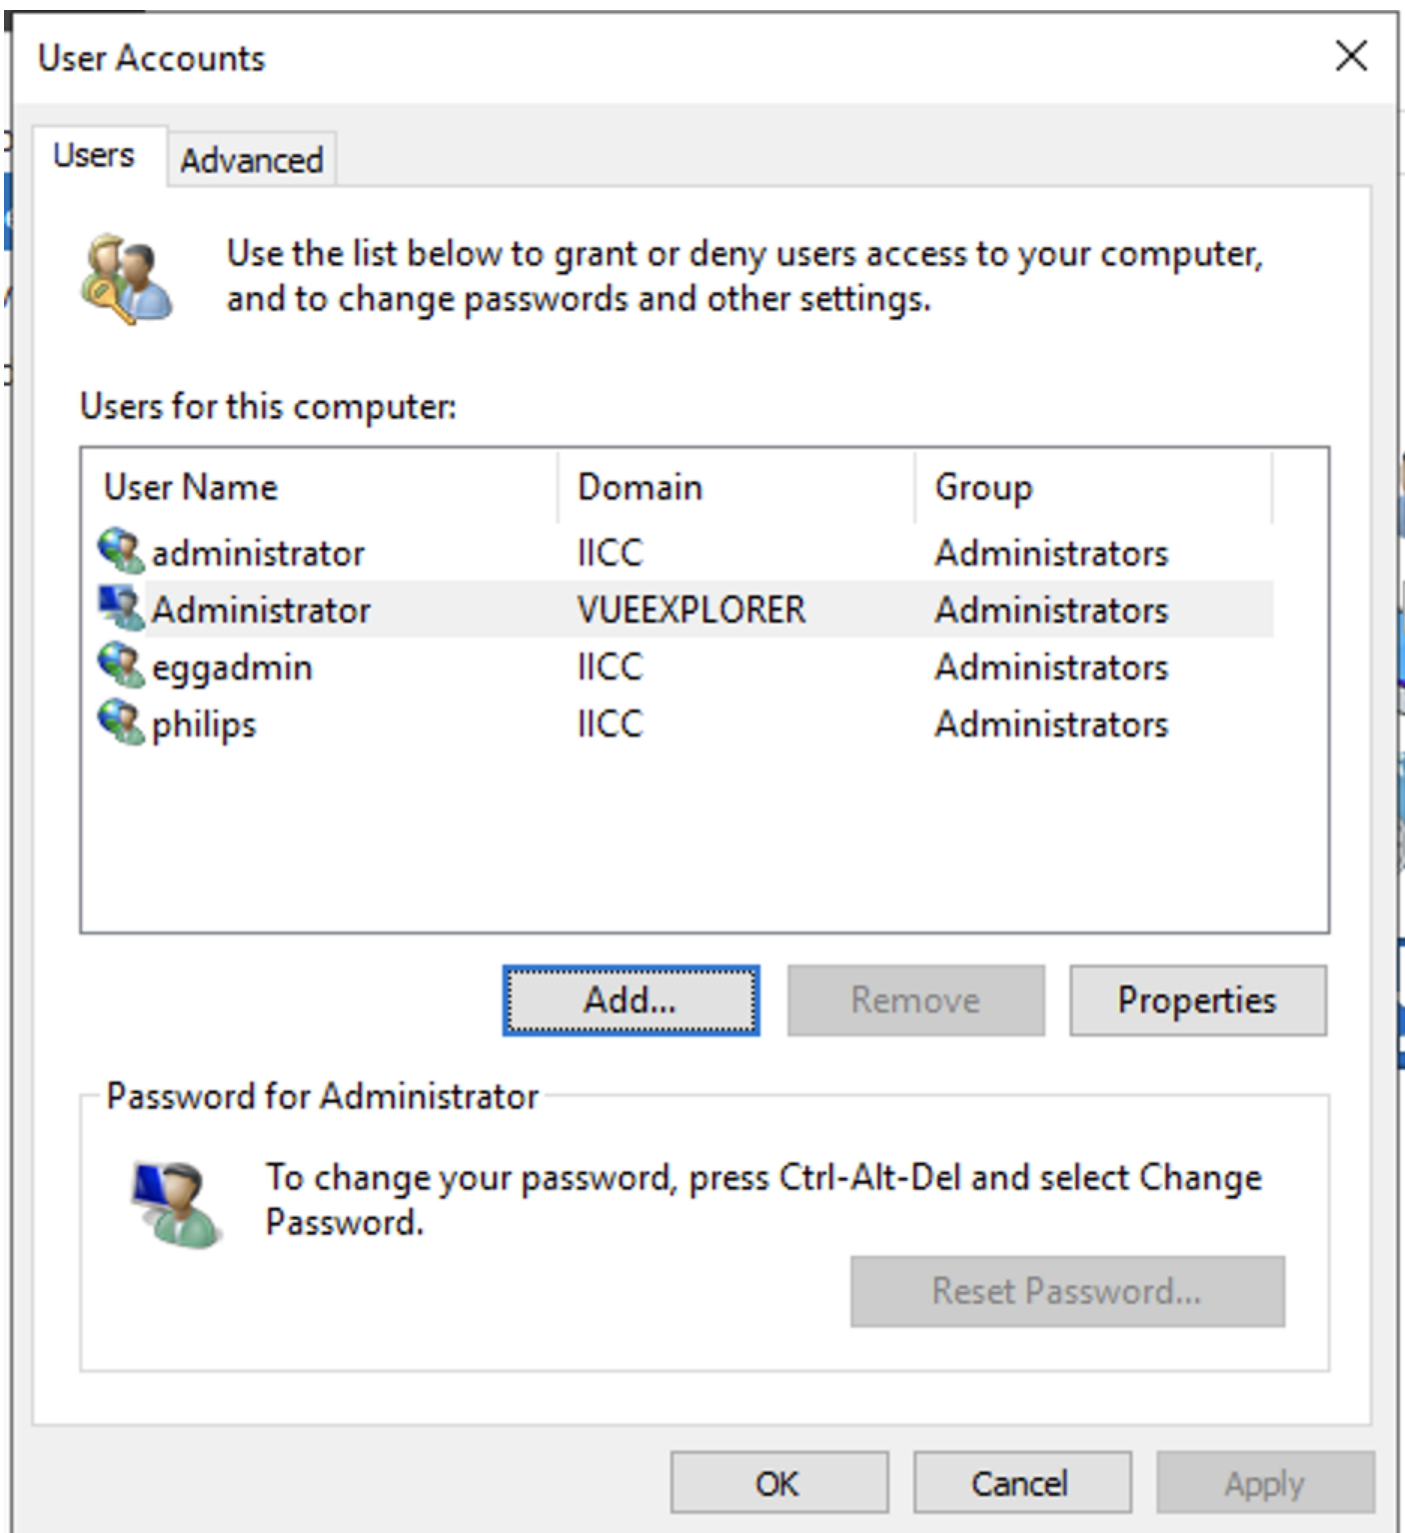 User Accounts
Users
Advanced
Use the list below to grant or deny users access to your computer,
and to change passwords and other settings.
Users for this computer:
User Name Domain Group
administrator IICC Administrators
Administrator VUEEXPLORER Administrators
eggadmin IICC Administrators
philips IICC Administrators
Add... Remove Properties
Password for Administrator
To change your password, press Ctrl-Alt-Del and select Change
Password.
Reset Password...
OK Cancel Apply